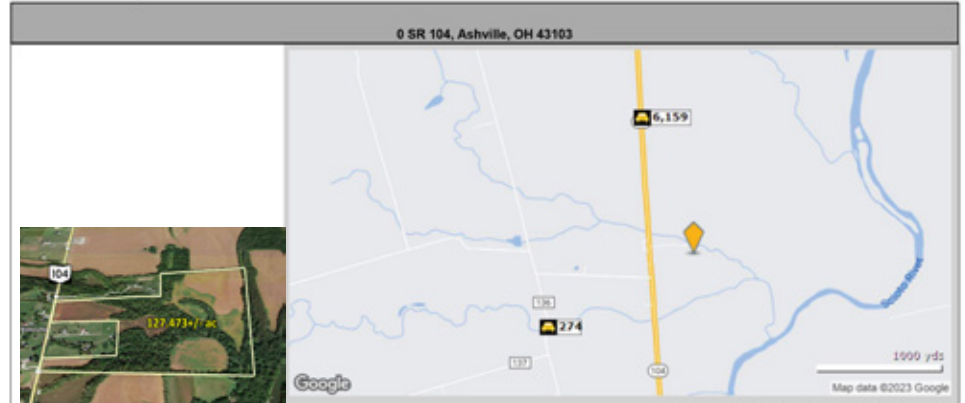 0 SR 104, Ashville, OH 43103
6,159
104
127.473+/- ac
136
274
Scioto River
137
104
1000 yds
Google
Map data ©2023 Google